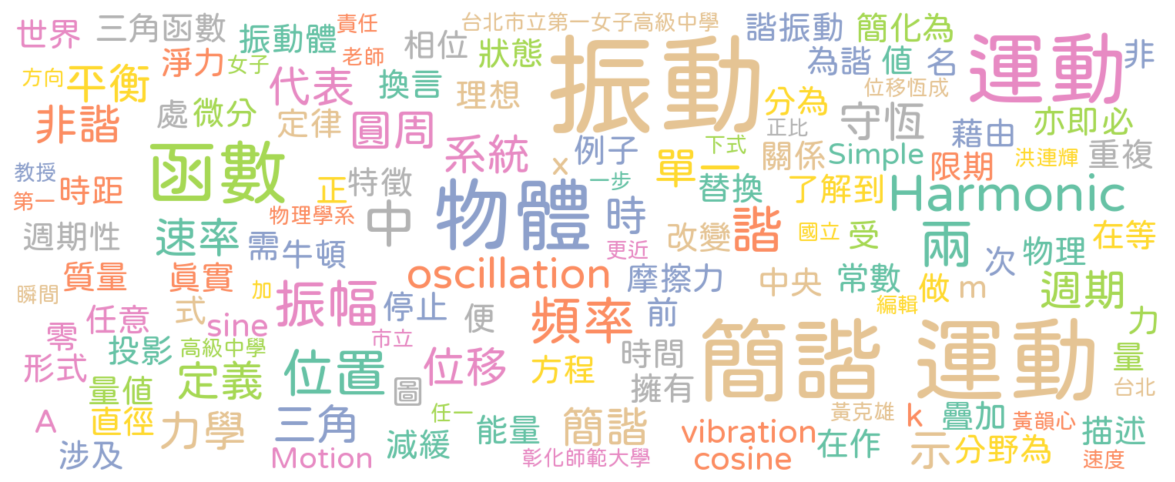 世界 三角函數 振動體 責任 相位 台北市立第一女子高級中學 狀態 諧振動 簡化為
方向 平衡 淨力 女子 代表 老師 換言 理想 振動 分為 為諧 值 名 運動 非
非諧 處 微分 定律 圓周 系統 x 例子 下式 正比 守恆 位移恆成 藉由 亦即必
教授 函數 物體 一步 單一 關係 Simple 限期 洪連輝 重複
第一 時距 正 特徵 中 時 替換 了解到 Harmonic
週期性 速率 物理學系 需 牛頓 更近 改變 諧 國立 受 兩 次 物理 在等
質量 真實 oscillation 摩擦力 中央 常數 做 m 週期
瞬間 任意 式 加 振幅 停止 便 頻率 前 編輯 力
零 sine 市立 簡諧 運動
形式 投影 高級中學 定義 位置 圖 位移 方程 時間 擁有 量
量值 任一 台北
A 直徑 力學 三角 減緩 能量 簡諧 黃克雄 k 疊加 黃韻心 描述
涉及 Motion 彰化師範大學 vibration cosine 在作 示 分野為 速度